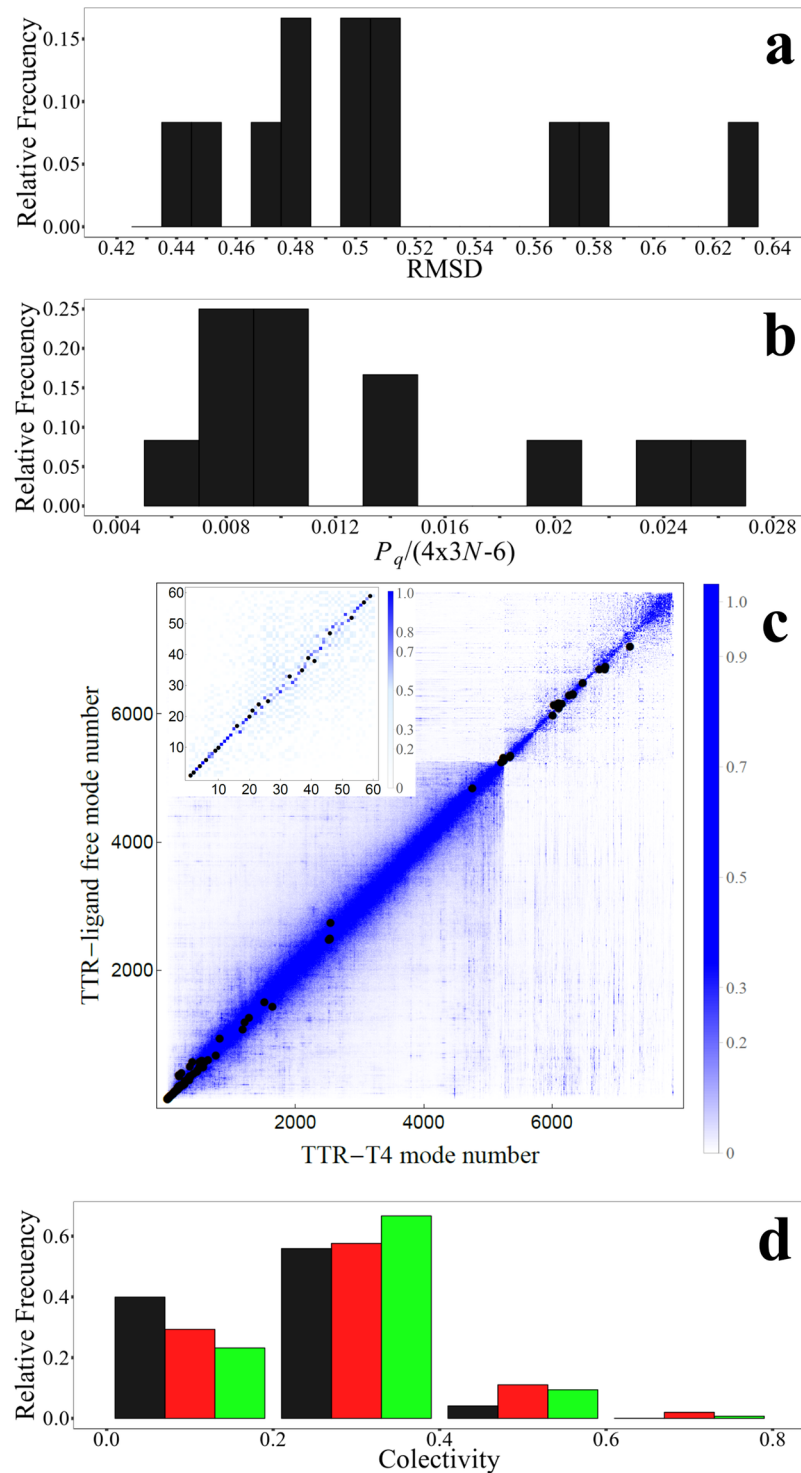 a
Relative Frecuency
0.15
0.10
0.05
0.00
0.42 0.44 0.46 0.48 0.5 0.52 0.54 0.56 0.58 0.6 0.62 0.64
RMSD
b
Relative Frecuency
0.25
0.20
0.15
0.10
0.05
0.00
0.004 0.008 0.012 0.016 0.02 0.024 0.028
P_q/(4x3N-6)
c
TTR−ligand free mode number
6000
4000
2000
2000 4000 6000
TTR−T4 mode number
60
50
40
30
20
10
10 20 30 40 50 60
1.0
0.8
0.7
0.5
0.3
0.2
0
1.0
0.9
0.7
0.5
0.3
0.2
0
d
Relative Frecuency
0.6
0.4
0.2
0.0
0.0 0.2 0.4 0.6 0.8
Colectivity